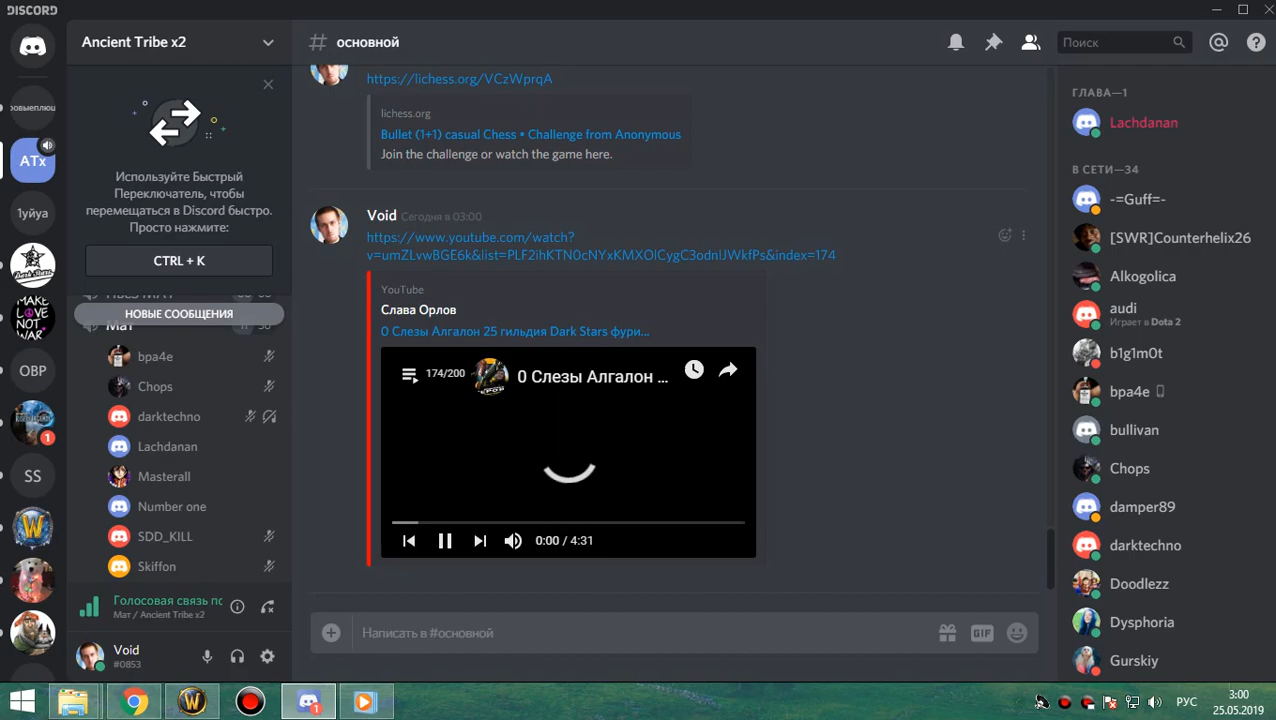 DISCORD
Ancient Tribe x2
# основной
Поиск
ровыеплющ
ATx
1уйуа
MAKE
LOVE
NOT
WAR
ОВР
1
SS
Используйте Быстрый
Переключатель, чтобы
перемещаться в Discord быстро.
Просто нажмите:
CTRL + K
НОВЫЕ СООБЩЕНИЯ
Мат
bpa4e
Chops
darktechno
Lachdanan
Masterall
Number one
SDD_KILL
Skiffon
Голосовая связь по
Мат / Ancient Tribe x2
Void
#0853
https://lichess.org/VCzWprqA
lichess.org
Bullet (1+1) casual Chess • Challenge from Anonymous
Join the challenge or watch the game here.
Void Сегодня в 03:00
https://www.youtube.com/watch?
v=umZLvwBGE6k&list=PLF2ihKTN0cNYxKMXOlCygC3odnIJWkfPs&index=174
YouTube
Слава Орлов
0 Слезы Алгалон 25 гильдия Dark Stars фури...
174/200
0 Слезы Алгалон ...
0:00 / 4:31
Написать в #основной
GIF
ГЛАВА—1
Lachdanan
В СЕТИ—34
-=Guff=-
[SWR]Counterhelix26
Alkogolica
audi
Играет в Dota 2
b1g1m0t
bpa4e
bullivan
Chops
damper89
darktechno
Doodlezz
Dysphoria
Gurskiy
1
РУС
3:00
25.05.2019